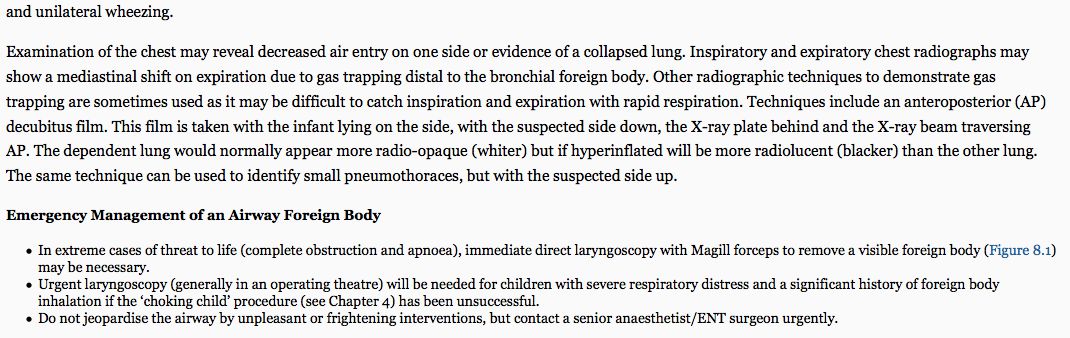 and unilateral wheezing.
Examination of the chest may reveal decreased air entry on one side or evidence of a collapsed lung. Inspiratory and expiratory chest radiographs may
show a mediastinal shift on expiration due to gas trapping distal to the bronchial foreign body. Other radiographic techniques to demonstrate gas
trapping are sometimes used as it may be difficult to catch inspiration and expiration with rapid respiration. Techniques include an anteroposterior (AP)
decubitus film. This film is taken with the infant lying on the side, with the suspected side down, the X-ray plate behind and the X-ray beam traversing
AP. The dependent lung would normally appear more radio-opaque (whiter) but if hyperinflated will be more radiolucent (blacker) than the other lung.
The same technique can be used to identify small pneumothoraces, but with the suspected side up.
Emergency Management of an Airway Foreign Body
• In extreme cases of threat to life (complete obstruction and apnoea), immediate direct laryngoscopy with Magill forceps to remove a visible foreign body (Figure 8.1)
may be necessary.
• Urgent laryngoscopy (generally in an operating theatre) will be needed for children with severe respiratory distress and a significant history of foreign body
inhalation if the ‘choking child’ procedure (see Chapter 4) has been unsuccessful.
• Do not jeopardise the airway by unpleasant or frightening interventions, but contact a senior anaesthetist/ENT surgeon urgently.